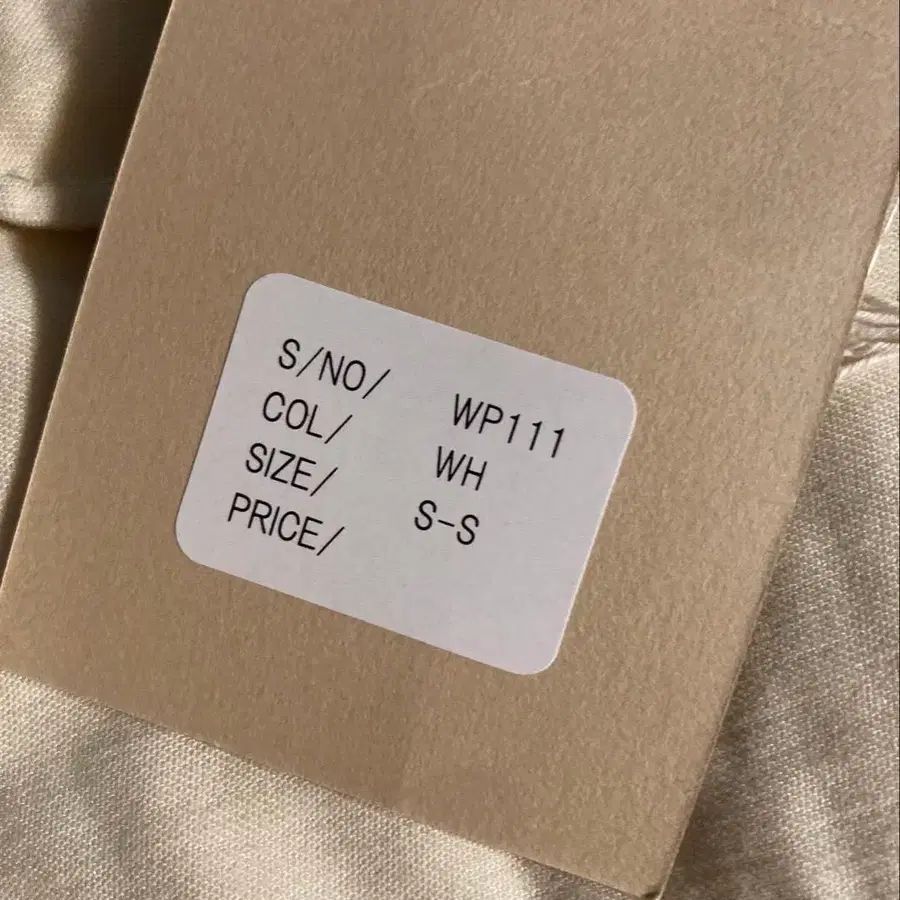 S/NO/ WP111
COL/ WH
SIZE/ S-S
PRICE/